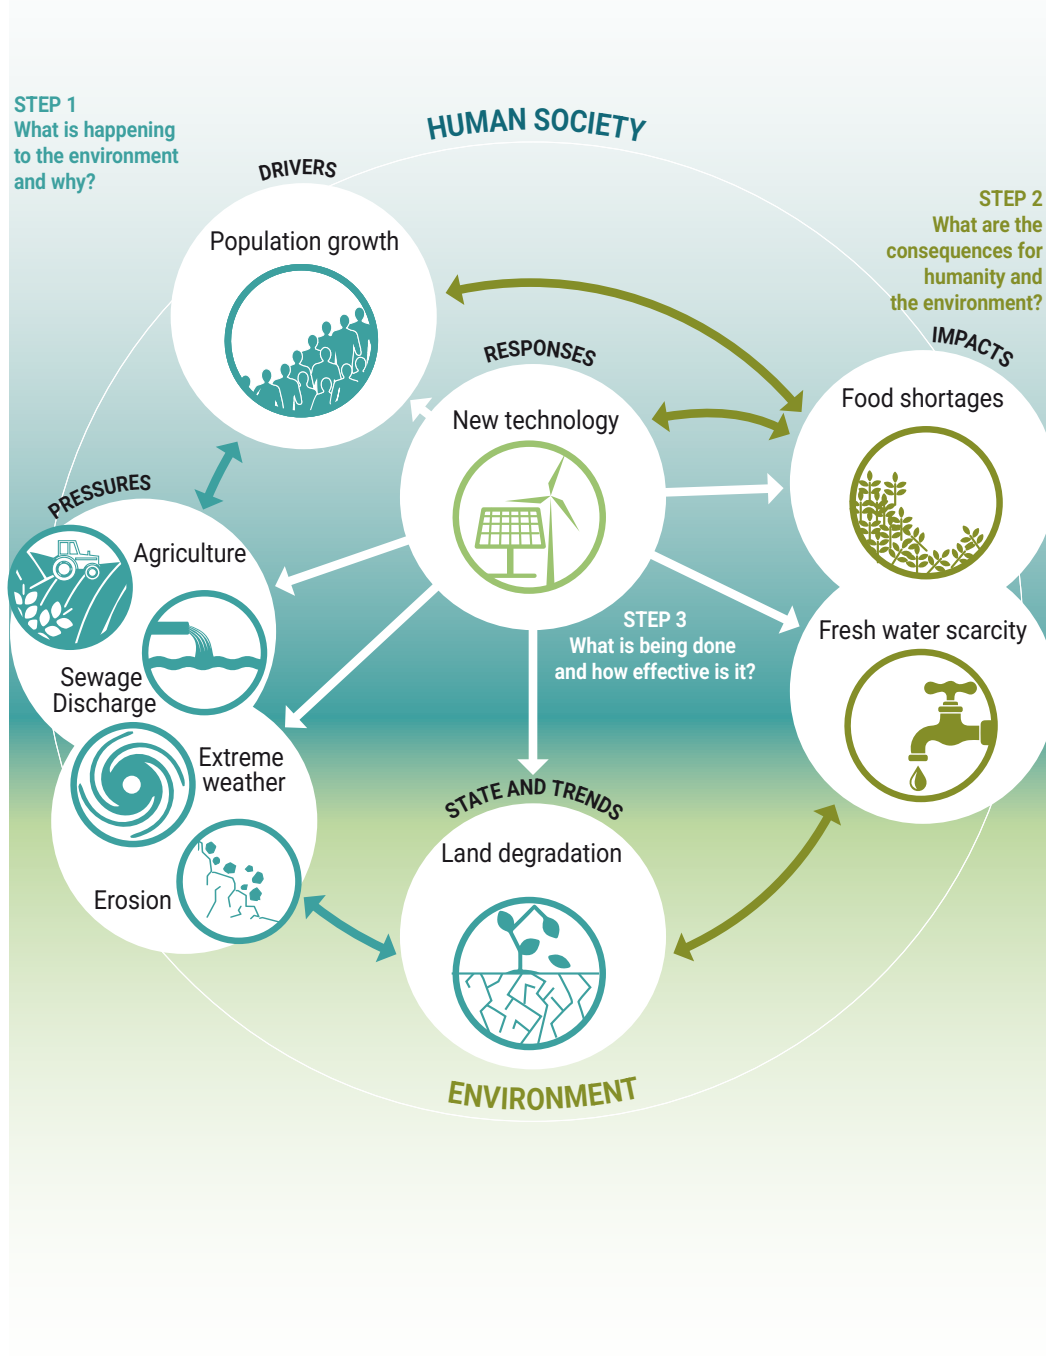 STEP 1
What is happening
to the environment
and why?
HUMAN SOCIETY
DRIVERS
Population growth
STEP 2
What are the
consequences for
humanity and
the environment?
IMPACTS
Food shortages
RESPONSES
New technology
PRESSURES
Agriculture
Sewage
Discharge
Extreme
weather
Erosion
STEP 3
What is being done
and how effective is it?
Fresh water scarcity
STATE AND TRENDS
Land degradation
ENVIRONMENT